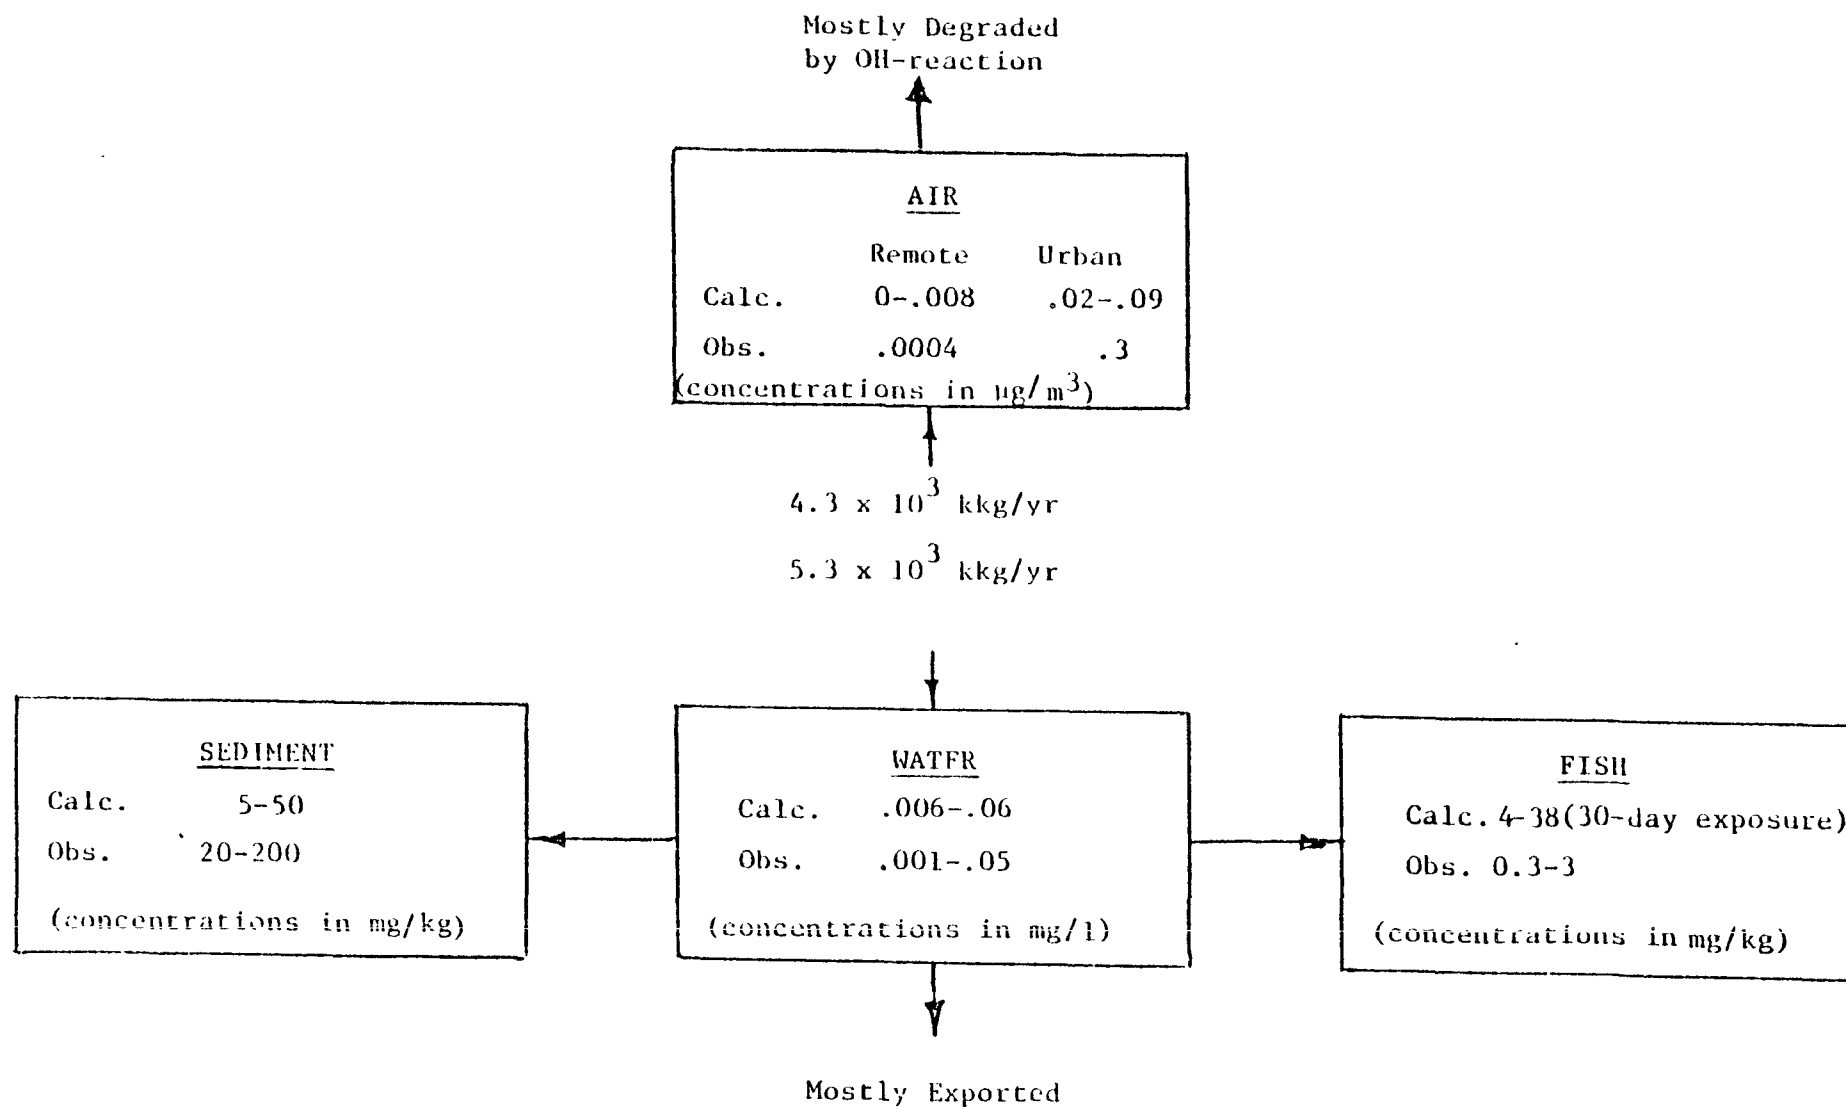 Mostly Degraded
by OH-reaction
AIR
Remote Urban
Calc. 0-.008 .02-.09
Obs. .0004 .3
(concentrations in µg/m³)
4.3 x 10³ kkg/yr
5.3 x 10³ kkg/yr
SEDIMENT
Calc. 5-50
Obs. 20-200
(concentrations in mg/kg)
WATER
Calc. .006-.06
Obs. .001-.05
(concentrations in mg/l)
FISH
Calc. 4-38(30-day exposure)
Obs. 0.3-3
(concentrations in mg/kg)
Mostly Exported